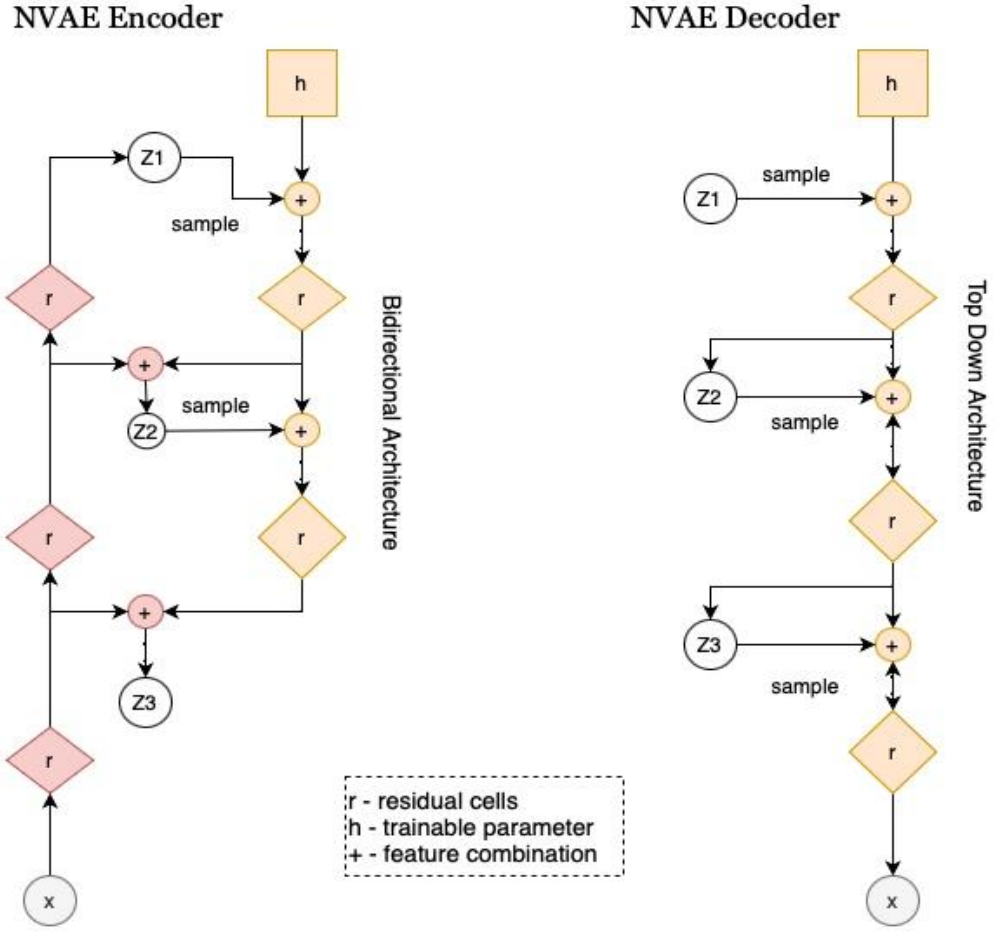 NVAE Encoder
h
Z1
+
sample
r
r
+
+
sample
Z2
+
r
r
+
Z3
r
x
Bidirectional Architecture
NVAE Decoder
h
sample
Z1
+
r
Z2
+
sample
r
Z3
+
sample
r
x
Top Down Architecture
r - residual cells
h - trainable parameter
+ - feature combination